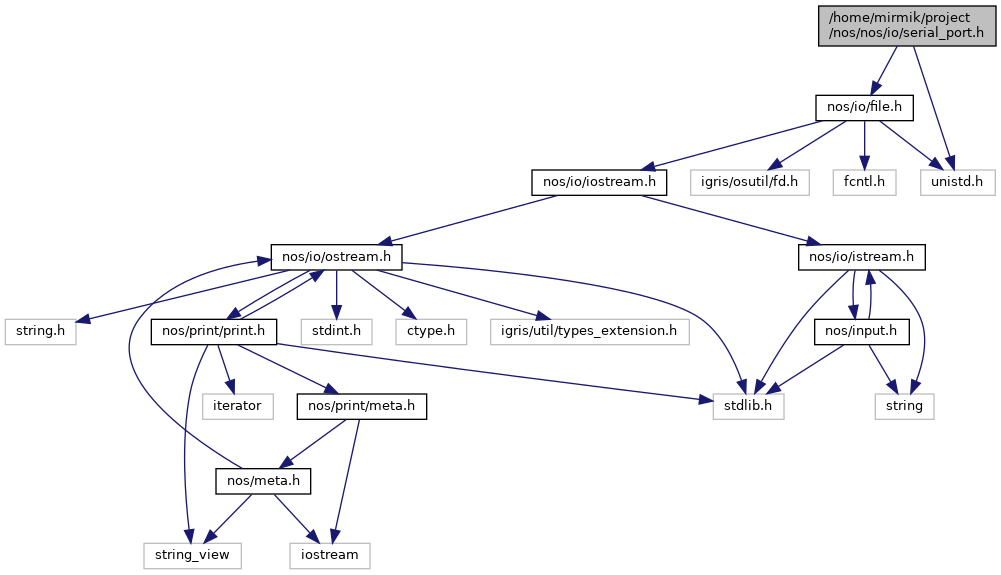 /home/mirmik/project
/nos/nos/io/serial_port.h
nos/io/file.h
nos/io/iostream.h
igris/osutil/fd.h
fcntl.h
unistd.h
nos/io/ostream.h
nos/io/istream.h
string.h
nos/print/print.h
stdint.h
ctype.h
igris/util/types_extension.h
nos/input.h
iterator
nos/print/meta.h
stdlib.h
string
nos/meta.h
string_view
iostream